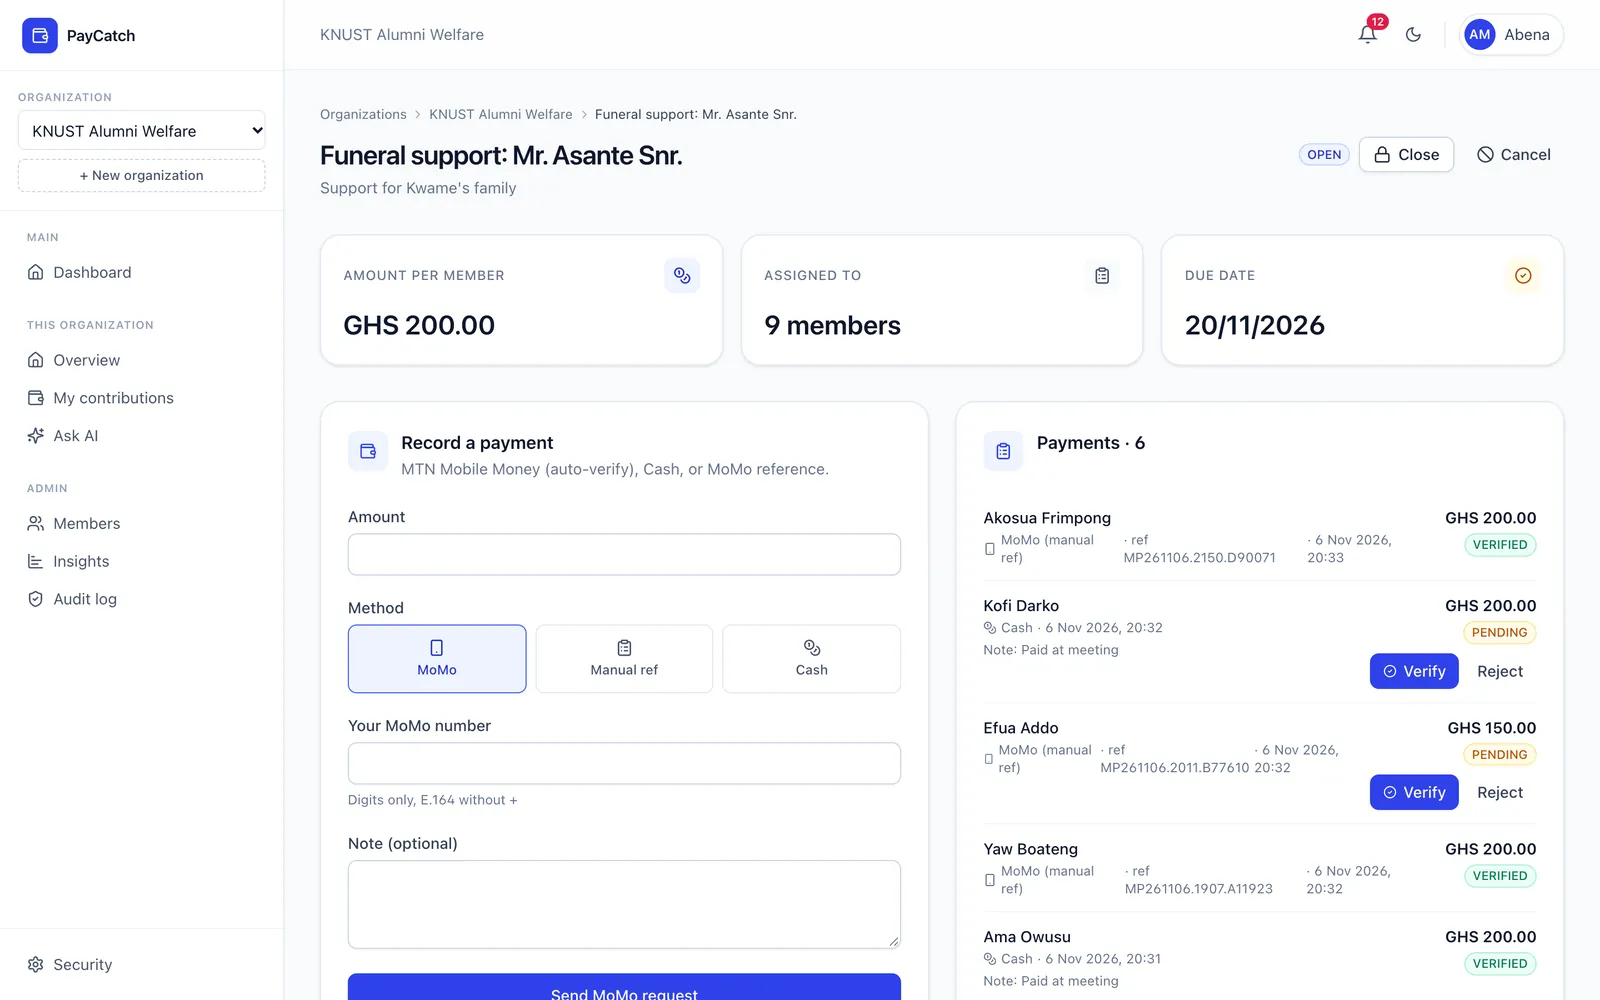 PayCatch
KNUST Alumni Welfare
12
AM
Abena
ORGANIZATION
KNUST Alumni Welfare
+ New organization
MAIN
Dashboard
THIS ORGANIZATION
Overview
My contributions
Ask AI
ADMIN
Members
Insights
Audit log
Security
Organizations > KNUST Alumni Welfare > Funeral support: Mr. Asante Snr.
Funeral support: Mr. Asante Snr.
Support for Kwame's family
OPEN
Close
Cancel
AMOUNT PER MEMBER
GHS 200.00
ASSIGNED TO
9 members
DUE DATE
20/11/2026
Record a payment
MTN Mobile Money (auto-verify), Cash, or MoMo reference.
Amount
Method
MoMo
Manual ref
Cash
Your MoMo number
Digits only, E.164 without +
Note (optional)
Send MoMo request
Payments · 6
Akosua Frimpong
GHS 200.00
MoMo (manual ref) · ref MP261106.2150.D90071 · 6 Nov 2026, 20:33
VERIFIED
Kofi Darko
GHS 200.00
Cash · 6 Nov 2026, 20:32
PENDING
Note: Paid at meeting
Verify
Reject
Efua Addo
GHS 150.00
MoMo (manual ref) · ref MP261106.2011.B77610 · 6 Nov 2026, 20:32
PENDING
Verify
Reject
Yaw Boateng
GHS 200.00
MoMo (manual ref) · ref MP261106.1907.A11923 · 6 Nov 2026, 20:32
VERIFIED
Ama Owusu
GHS 200.00
Cash · 6 Nov 2026, 20:31
VERIFIED
Note: Paid at meeting